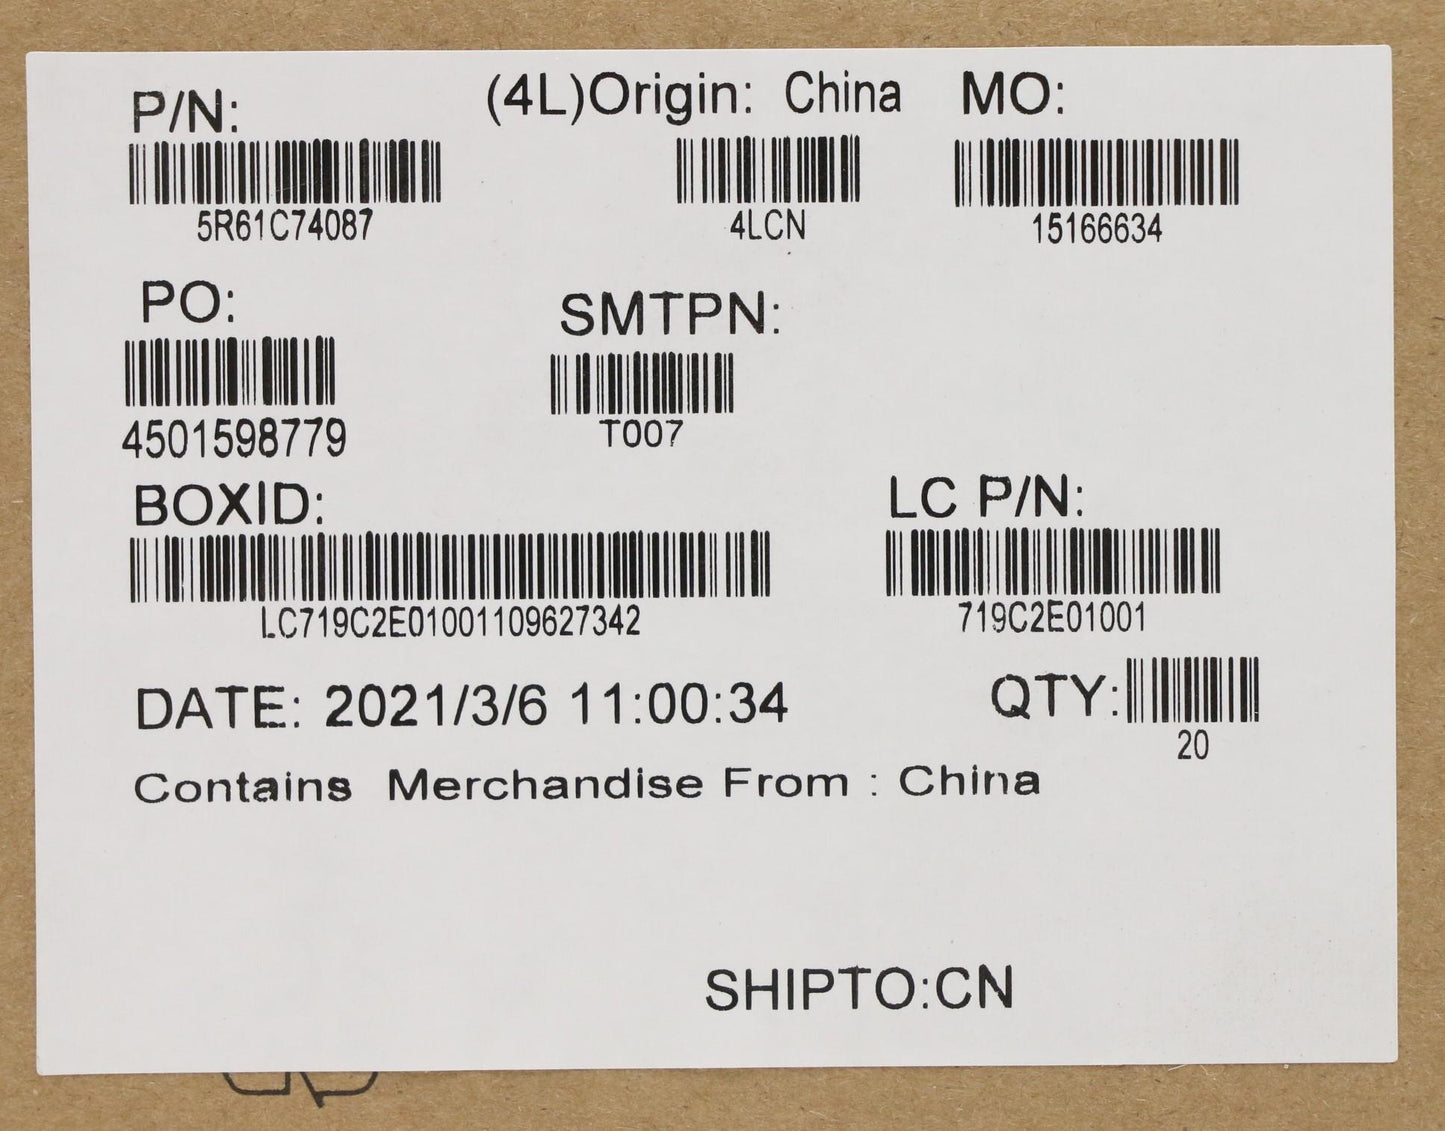 P/N:
(4L)Origin: China
MO:
5R61C74087
4LCN
15166634
PO:
SMTPN:
4501598779
T007
BOXID:
LC P/N:
LC719C2E01001109627342
719C2E01001
DATE: 2021/3/6 11:00:34
QTY:
20
Contains Merchandise From : China
SHIPTO:CN